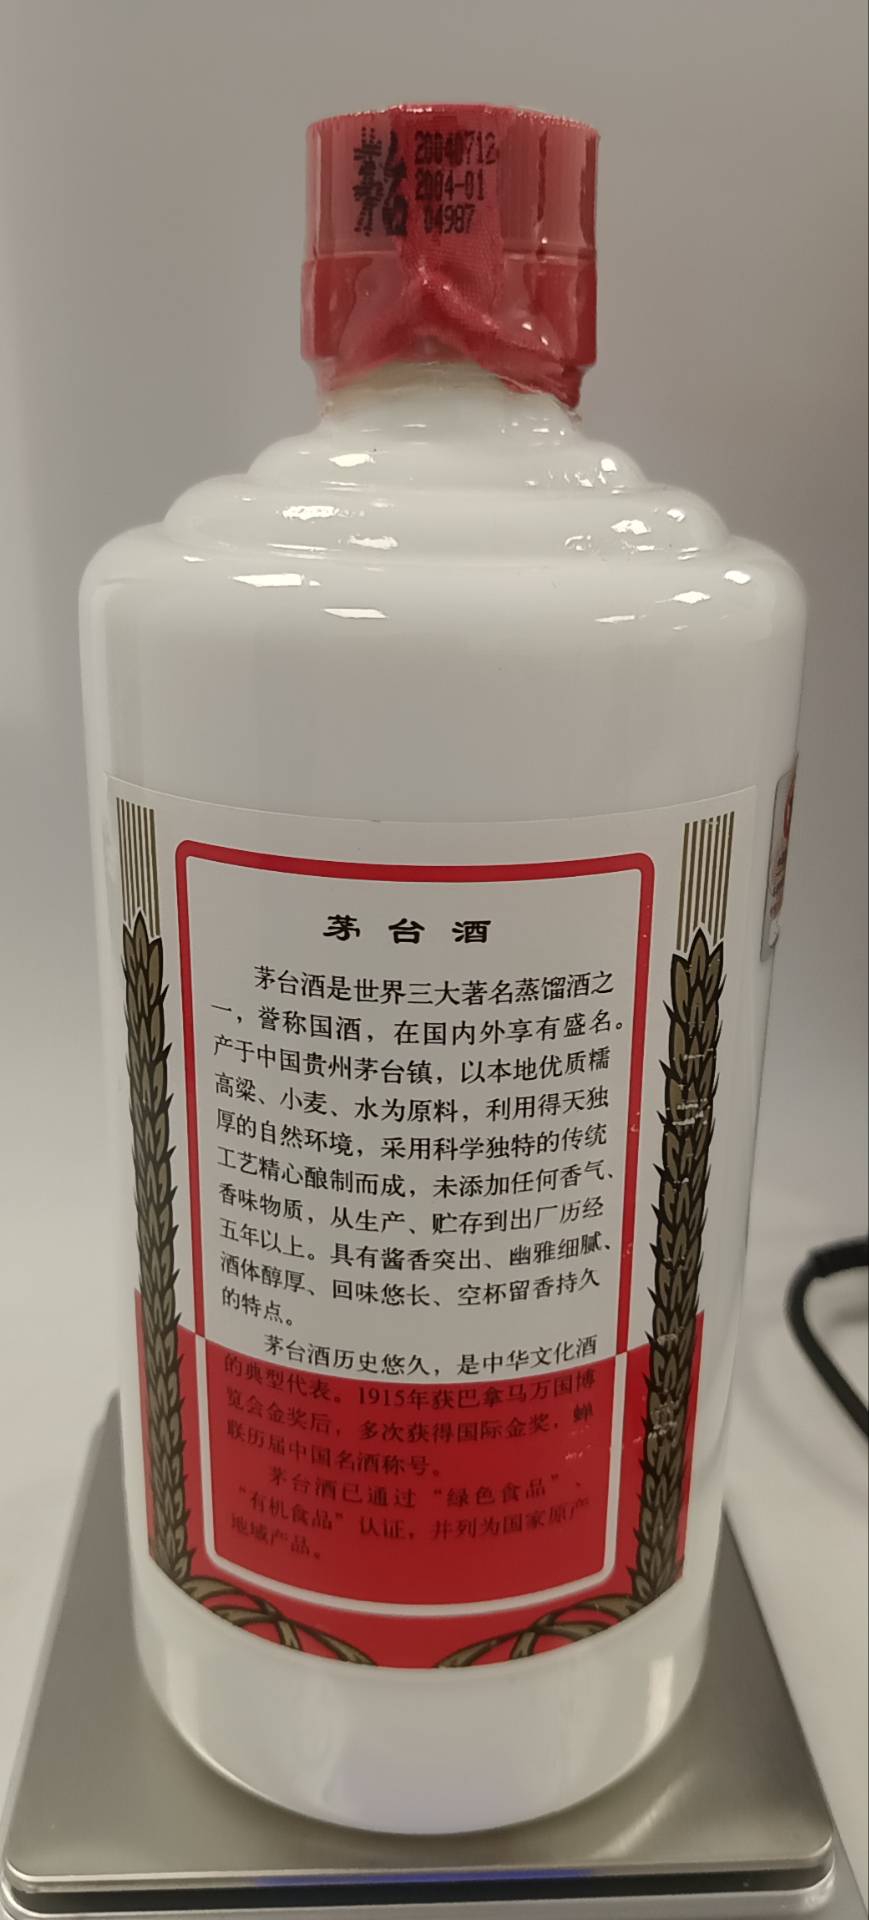 20040712
2004-01
04987
茅台酒
茅台酒是世界三大著名蒸馏酒之
一，誉称国酒，在国内外享有盛名。
产于中国贵州茅台镇，以本地优质糯
高粱、小麦、水为原料，利用得天独
厚的自然环境，采用科学独特的传统
工艺精心酿制而成，未添加任何香气、
香味物质，从生产、贮存到出厂历经
五年以上。具有酱香突出、幽雅细腻、
酒体醇厚、回味悠长、空杯留香持久
的特点。
茅台酒历史悠久，是中华文化酒
的典型代表。1915年获巴拿马万国博
览会金奖后，多次获得国际金奖，蝉
联历届中国名酒称号。
茅台酒已通过“绿色食品”、
“有机食品”认证，并列为国家原产
地域产品。